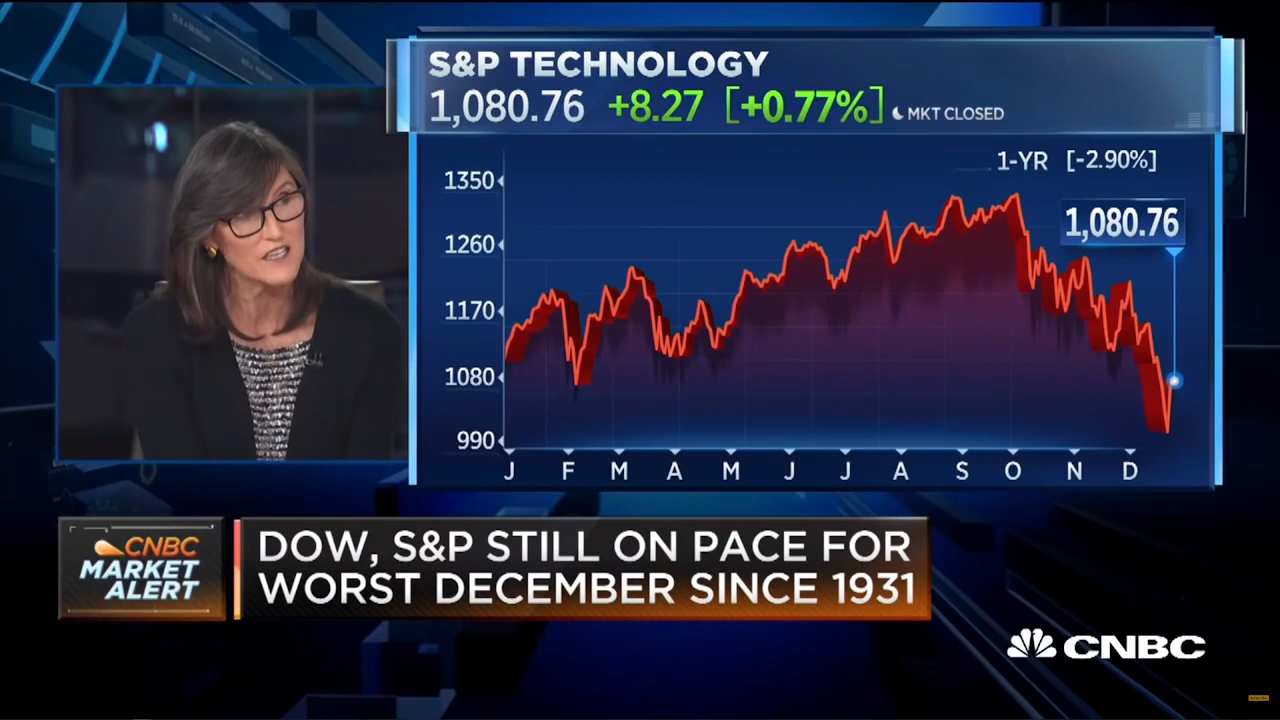 S&P TECHNOLOGY
1,080.76 +8.27 [+0.77%] MKT CLOSED
1-YR [-2.90%]
1,080.76
1350
1260
1170
1080
990
J F M A M J J A S O N D
CNBC
MARKET
ALERT
DOW, S&P STILL ON PACE FOR
WORST DECEMBER SINCE 1931
CNBC